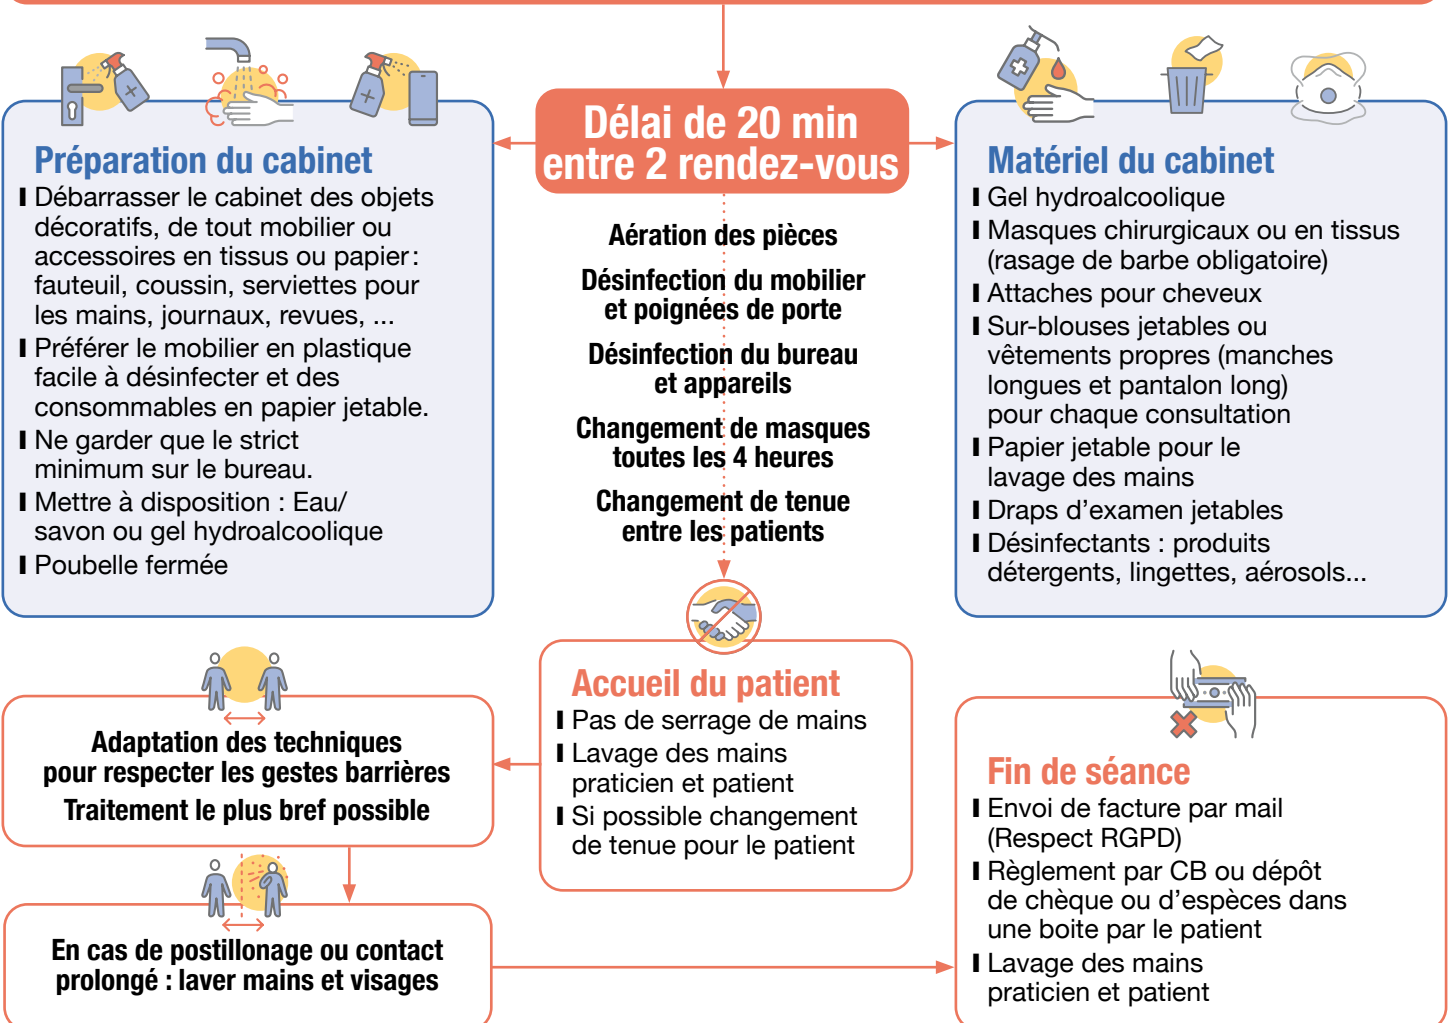 Délai de 20 min
entre 2 rendez-vous
Préparation du cabinet
I Débarrasser le cabinet des objets
décoratifs, de tout mobilier ou
accessoires en tissus ou papier :
fauteuil, coussin, serviettes pour
les mains, journaux, revues, ...
I Préférer le mobilier en plastique
facile à désinfecter et des
consommables en papier jetable.
I Ne garder que le strict
minimum sur le bureau.
I Mettre à disposition : Eau/
savon ou gel hydroalcoolique
I Poubelle fermée
Aération des pièces
Désinfection du mobilier
et poignées de porte
Désinfection du bureau
et appareils
Changement de masques
toutes les 4 heures
Changement de tenue
entre les patients
Matériel du cabinet
I Gel hydroalcoolique
I Masques chirurgicaux ou en tissus
(rasage de barbe obligatoire)
I Attaches pour cheveux
I Sur-blouses jetables ou
vêtements propres (manches
longues et pantalon long)
pour chaque consultation
I Papier jetable pour le
lavage des mains
I Draps d'examen jetables
I Désinfectants : produits
détergents, lingettes, aérosols...
Accueil du patient
I Pas de serrage de mains
I Lavage des mains
praticien et patient
I Si possible changement
de tenue pour le patient
Adaptation des techniques
pour respecter les gestes barrières
Traitement le plus bref possible
En cas de postillonage ou contact
prolongé : laver mains et visages
Fin de séance
I Envoi de facture par mail
(Respect RGPD)
I Règlement par CB ou dépôt
de chèque ou d'espèces dans
une boite par le patient
I Lavage des mains
praticien et patient